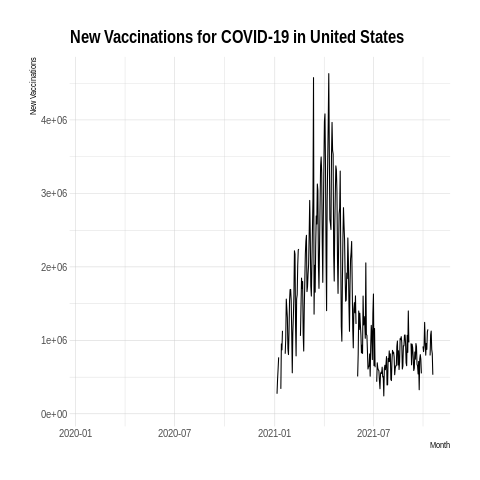 New Vaccinations for COVID-19 in United States
New Vaccinations
4e+06
3e+06
2e+06
1e+06
0e+00
2020-01
2020-07
2021-01
2021-07
Month